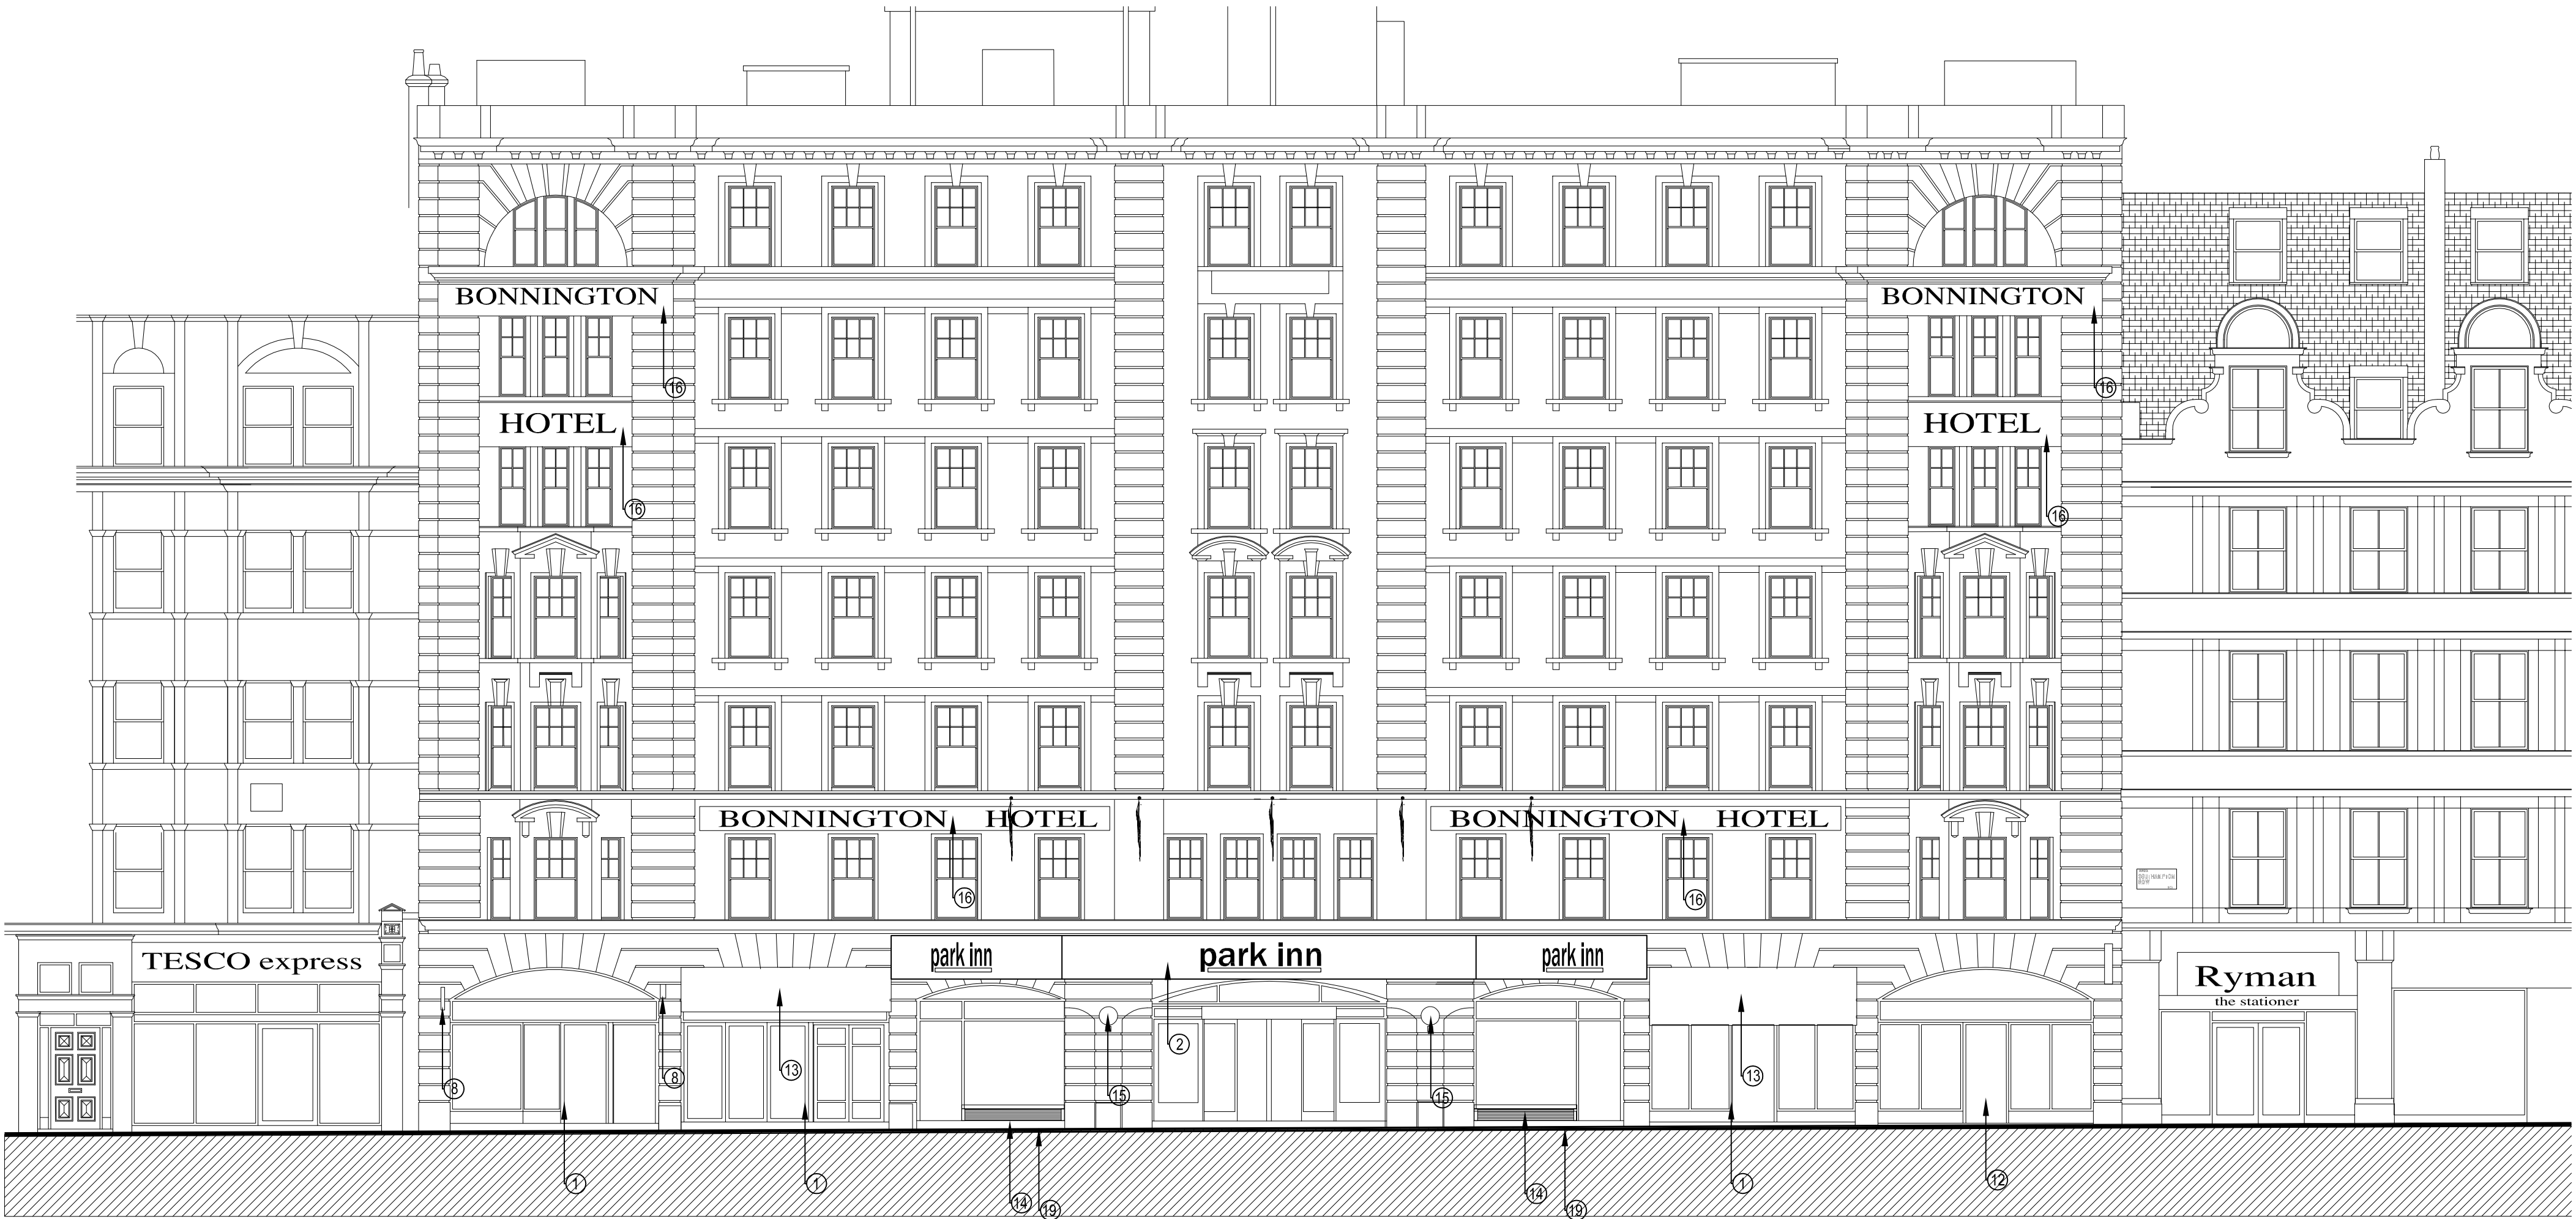 BONNINGTON
BONNINGTON
16
16
HOTEL
HOTEL
16
16
BONNINGTON HOTEL
BONNINGTON HOTEL
16
16
TESCO express
park inn
park inn
park inn
Ryman
the stationer
2
13
13
8
8
15
15
1
1
1
12
14
14
19
19